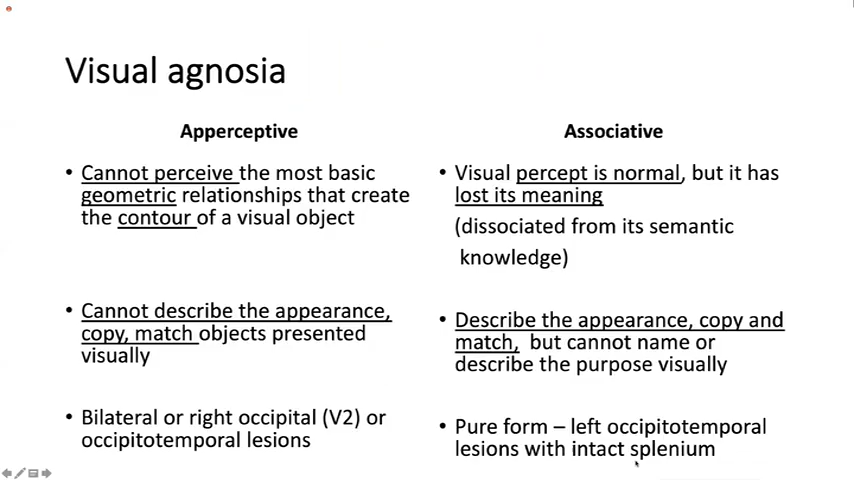 Visual agnosia
Apperceptive
• Cannot perceive the most basic
geometric relationships that create
the contour of a visual object
• Cannot describe the appearance,
copy, match objects presented
visually
• Bilateral or right occipital (V2) or
occipitotemporal lesions
Associative
• Visual percept is normal, but it has
lost its meaning
(dissociated from its semantic
knowledge)
• Describe the appearance, copy and
match, but cannot name or
describe the purpose visually
• Pure form – left occipitotemporal
lesions with intact splenium